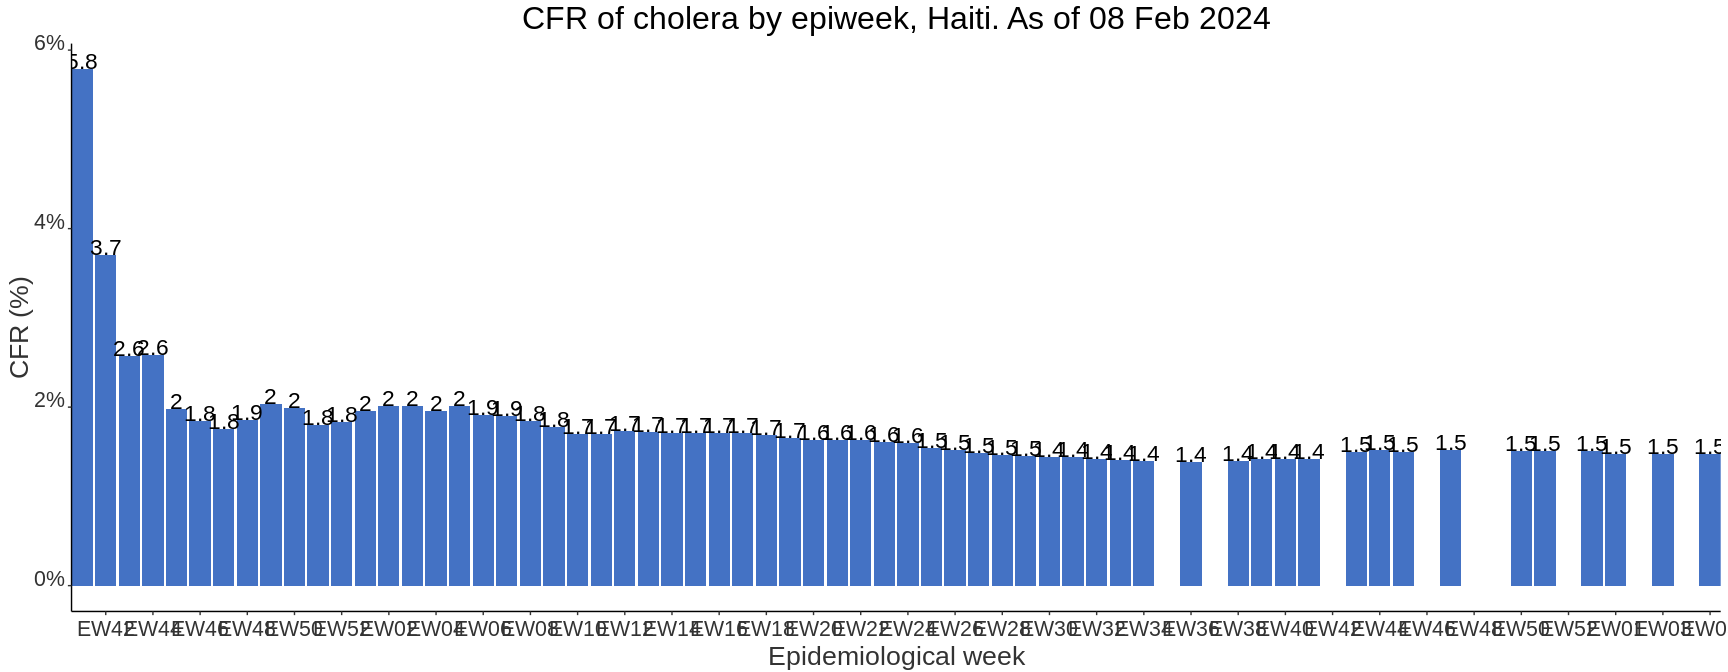 CFR of cholera by epiweek, Haiti. As of 08 Feb 2024
6%
4%
2%
0%
CFR (%)
5.8 3.7 2.6 2.6 2 1.8 1.8 1.9 2 2 1.8 1.8 2 2 2 2 2 1.9 1.9 1.8 1.8 1.7 1.7 1.7 1.7 1.7 1.7 1.7 1.7 1.7 1.7 1.6 1.6 1.6 1.6 1.6 1.5 1.5 1.5 1.5 1.5 1.4 1.4 1.4 1.4 1.4 1.4 1.4 1.4 1.4 1.4 1.5 1.5 1.5 1.5 1.5 1.5 1.5 1.5 1.5 1.5
EW42 EW44 EW46 EW48 EW50 EW52 EW02 EW04 EW06 EW08 EW10 EW12 EW14 EW16 EW18 EW20 EW22 EW24 EW26 EW28 EW30 EW32 EW34 EW36 EW38 EW40 EW42 EW44 EW46 EW48 EW50 EW52 EW01 EW03
Epidemiological week